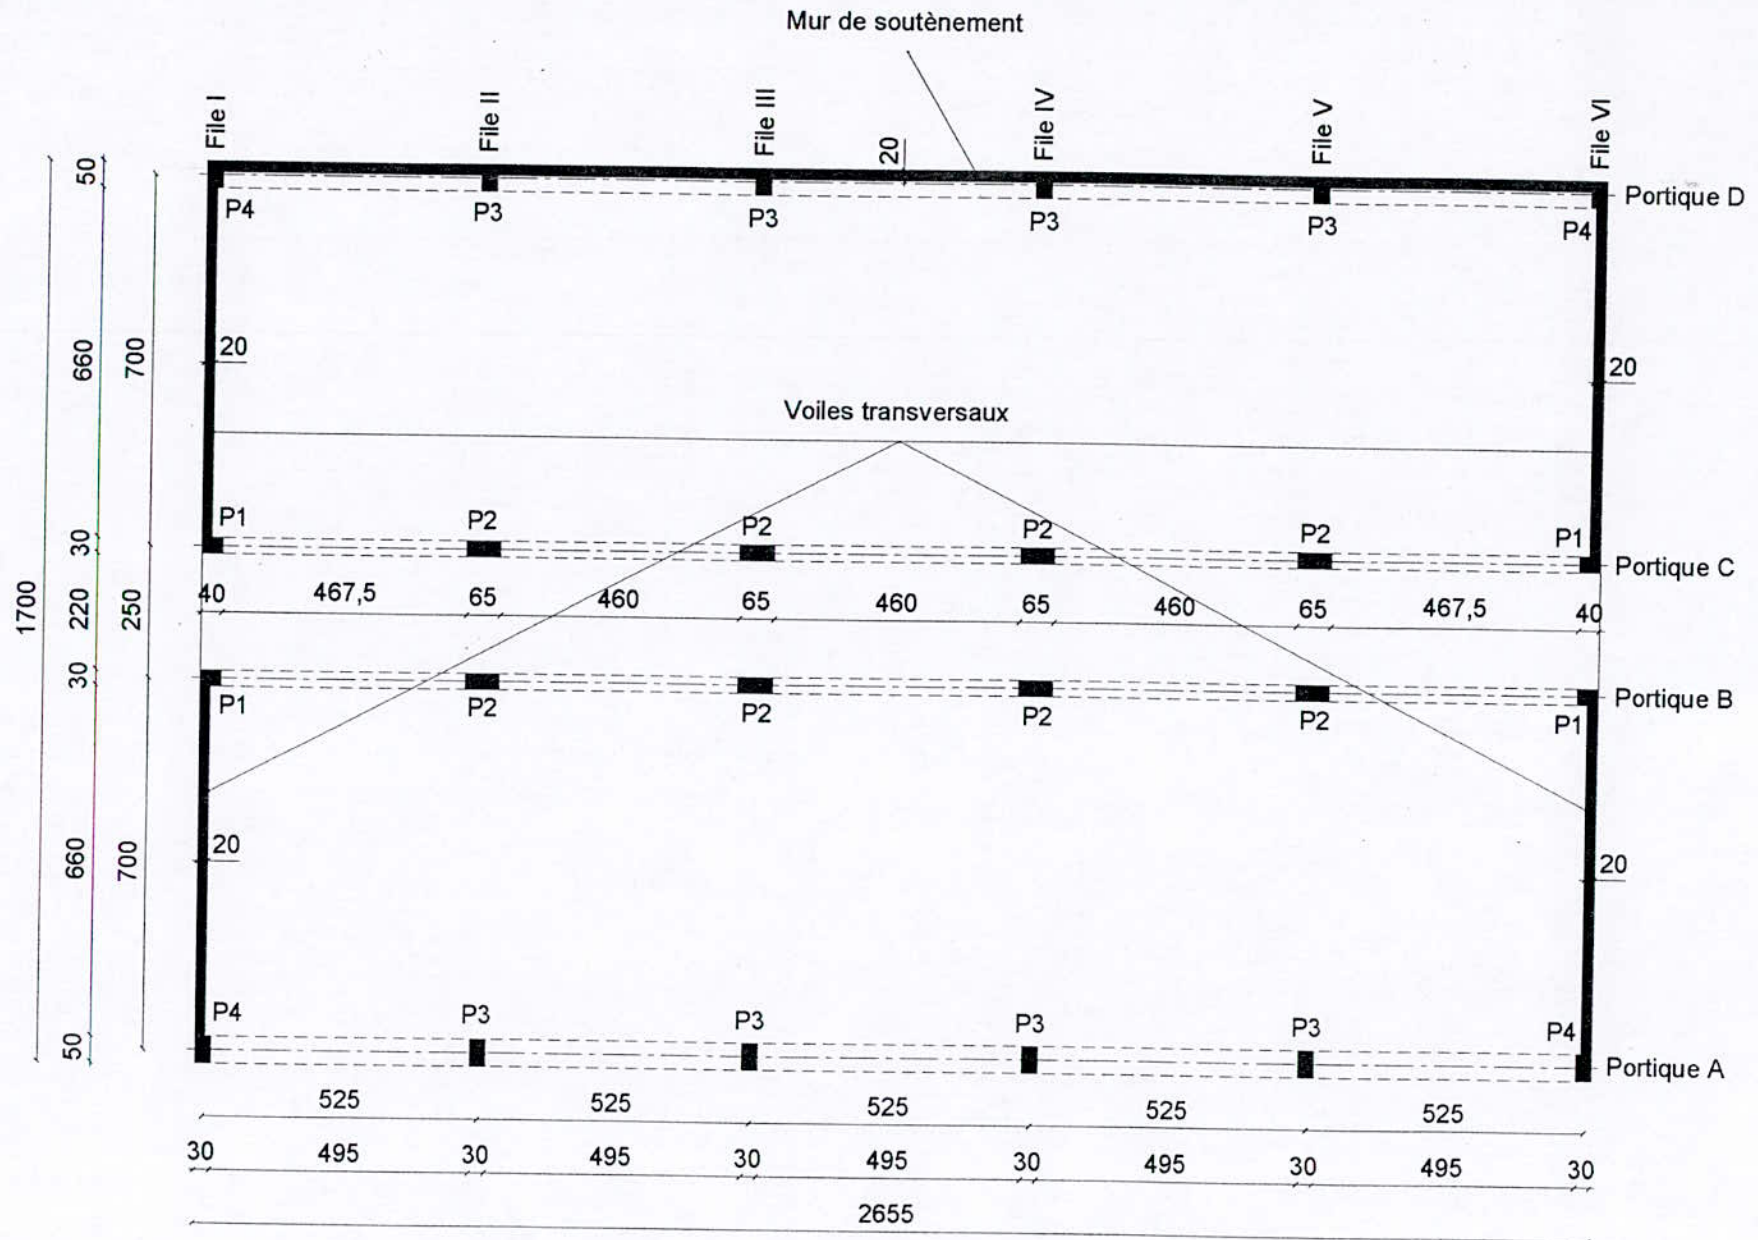 Mur de soutènement
File I
File II
File III
File IV
File V
File VI
20
50
P4
P3
P3
P3
P3
P4
Portique D
660
700
20
20
Voiles transversaux
P1
P2
P2
P2
P2
P1
30
Portique C
1700
220
250
40
467,5
65
460
65
460
65
460
65
467,5
40
30
Portique B
P1
P2
P2
P2
P2
P1
660
700
20
20
P4
P3
P3
P3
P3
P4
50
Portique A
525
525
525
525
525
30
495
30
495
30
495
30
495
30
495
30
2655